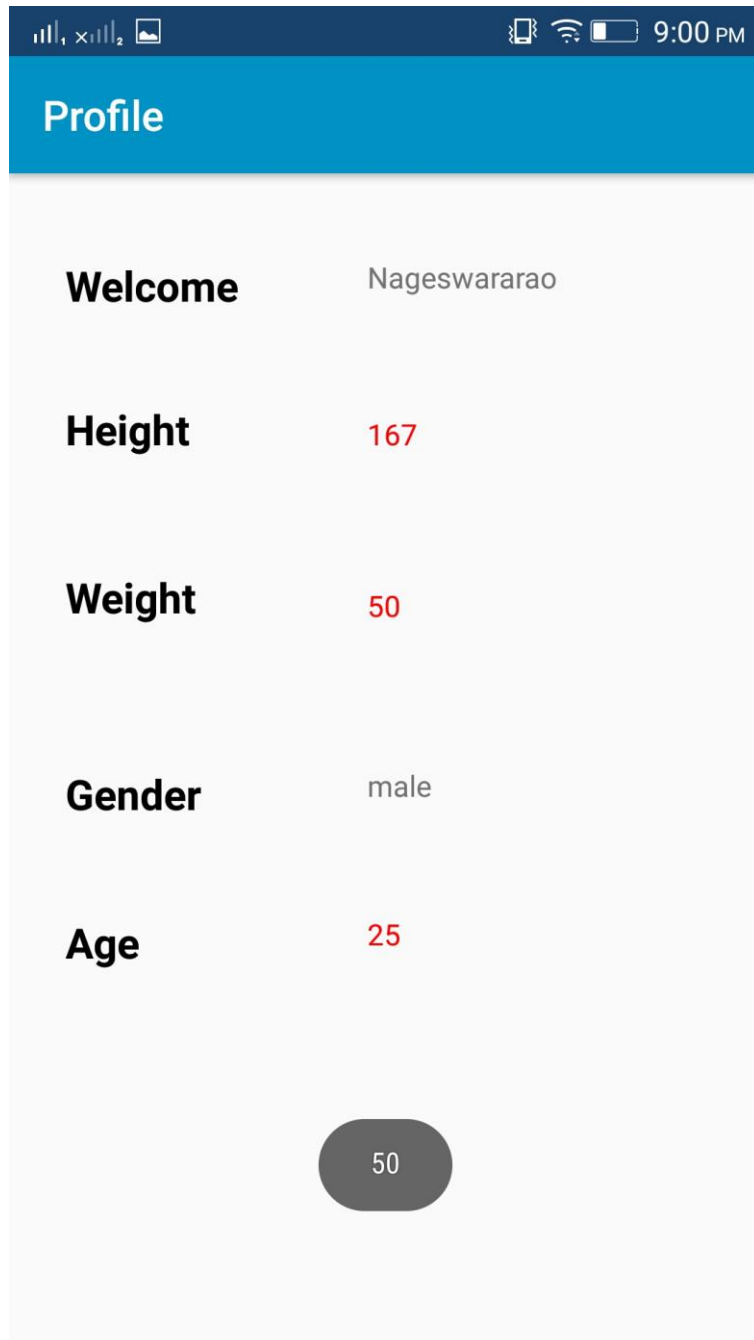 9:00 PM
Profile
Welcome Nageswararao
Height 167
Weight 50
Gender male
Age 25
50